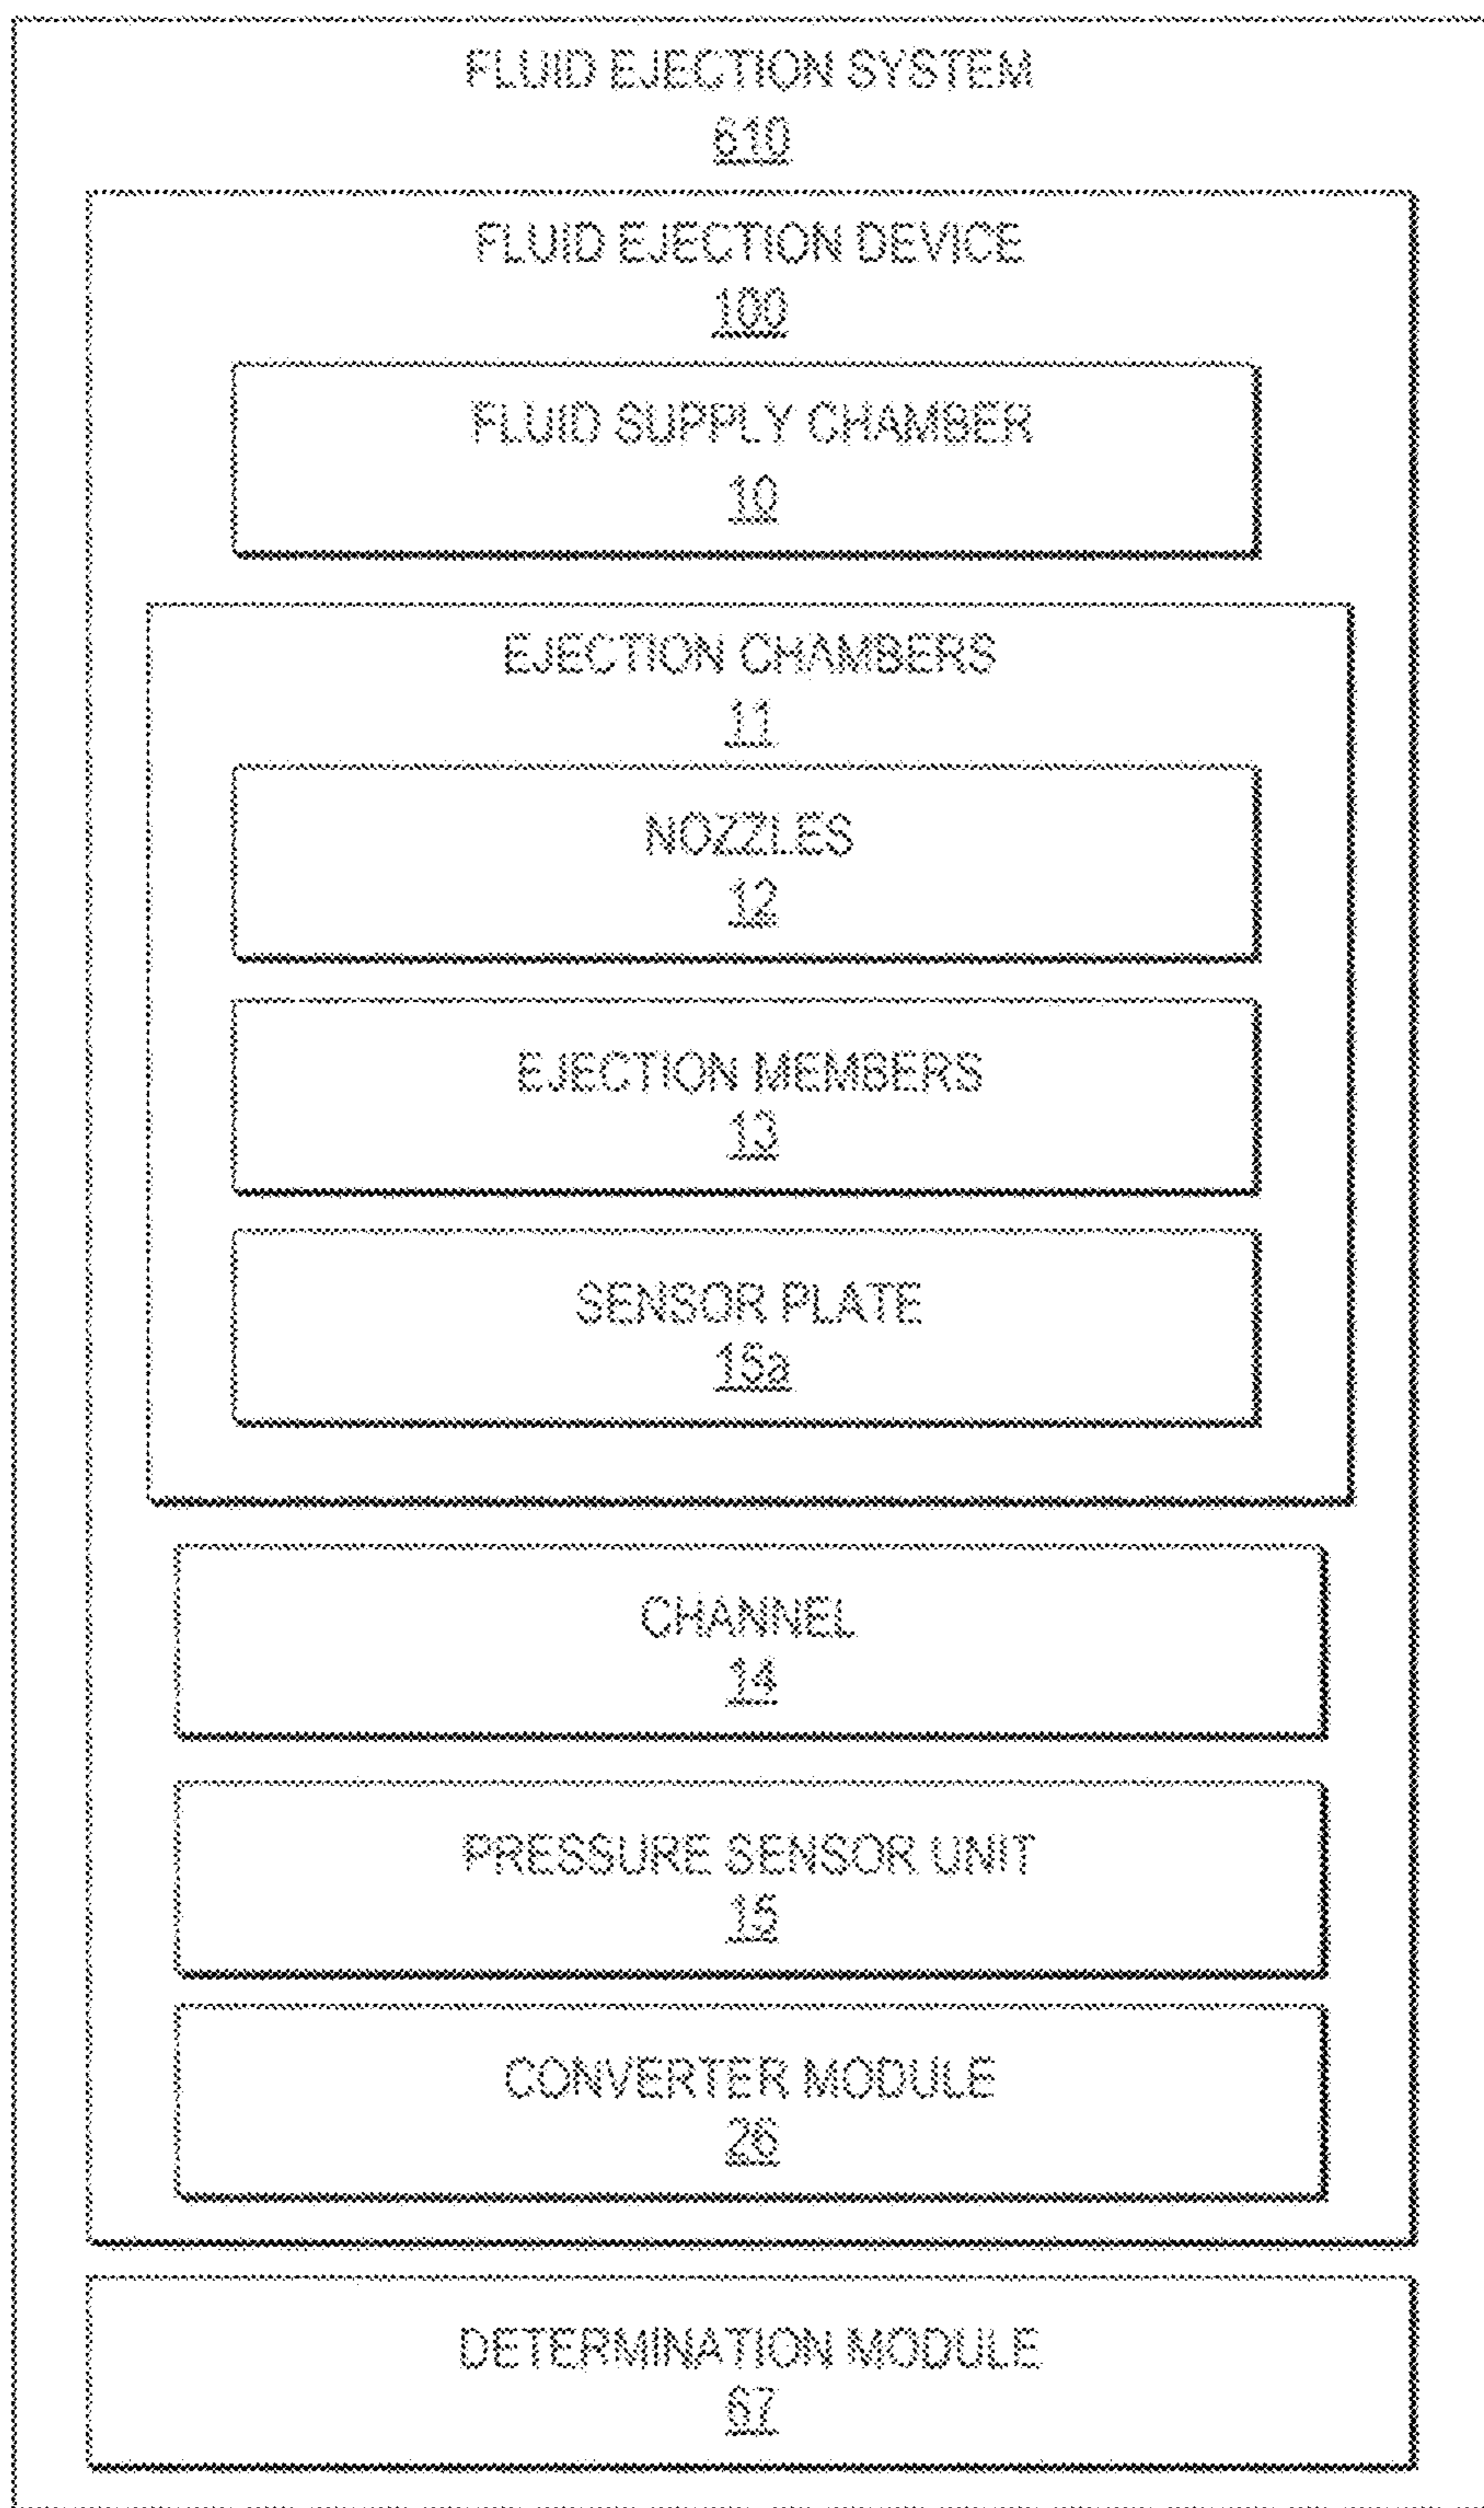 FLUID EJECTION SYSTEM
610
FLUID EJECTION DEVICE
100
FLUID SUPPLY CHAMBER
10
EJECTION CHAMBERS
11
NOZZLES
12
EJECTION MEMBERS
13
SENSOR PLATE
15a
CHANNEL
14
PRESSURE SENSOR UNIT
15
CONVERTER MODULE
26
DETERMINATION MODULE
67